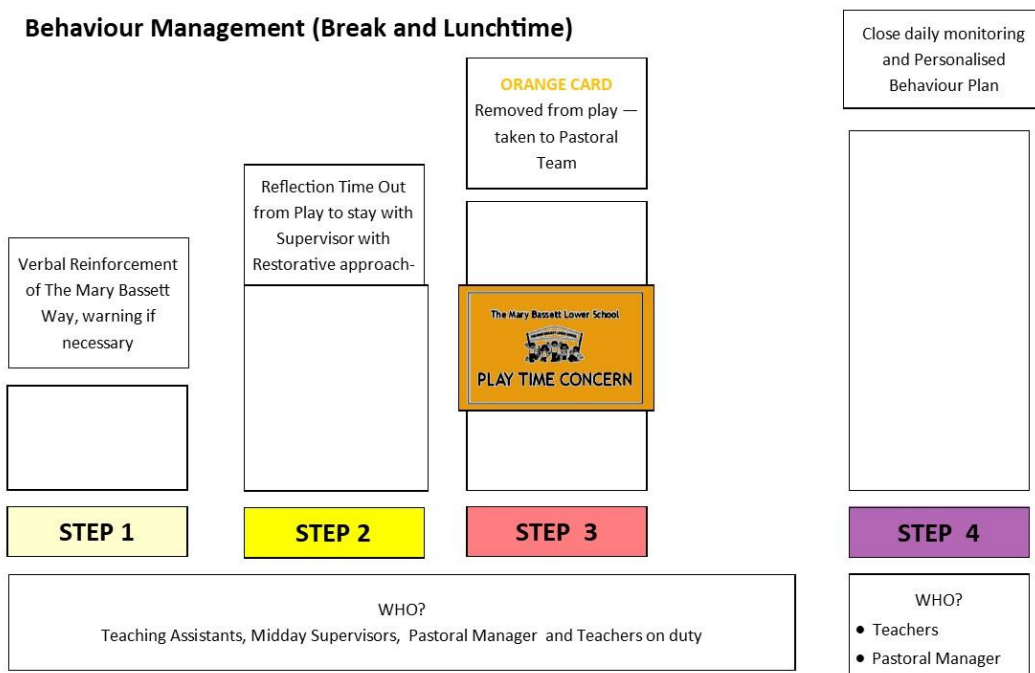 Behaviour Management (Break and Lunchtime)
Verbal Reinforcement
of The Mary Bassett
Way, warning if
necessary
STEP 1
Reflection Time Out
from Play to stay with
Supervisor with
Restorative approach-
STEP 2
ORANGE CARD
Removed from play —
taken to Pastoral
Team
The Mary Bassett Lower School
PLAY TIME CONCERN
STEP 3
Close daily monitoring
and Personalised
Behaviour Plan
STEP 4
WHO?
Teaching Assistants, Midday Supervisors, Pastoral Manager and Teachers on duty
WHO?
• Teachers
• Pastoral Manager